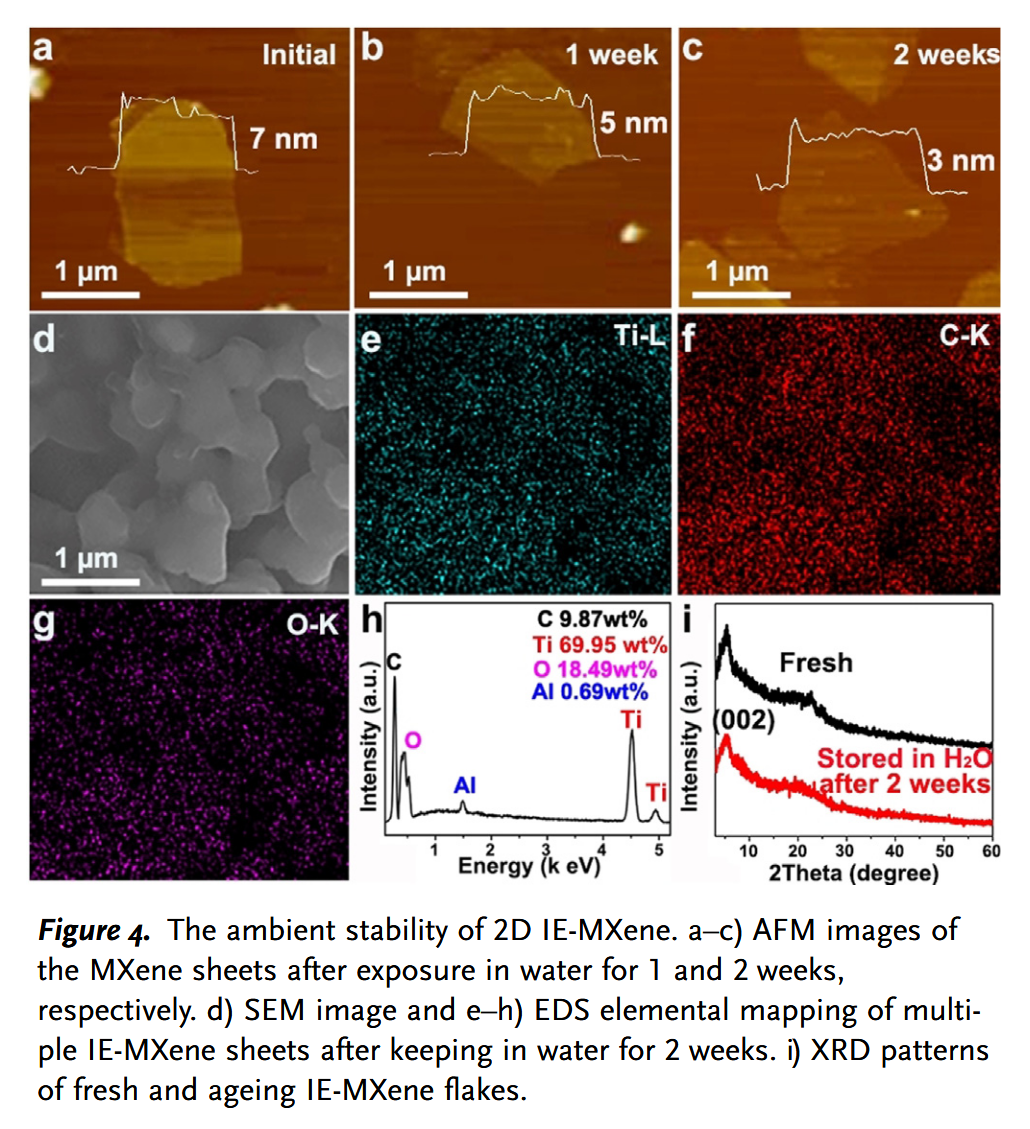 a
Initial
7 nm
1 µm
b
1 week
5 nm
1 µm
c
2 weeks
3 nm
1 µm
d
1 µm
e
Ti-L
f
C-K
g
O-K
h
C 9.87wt%
Ti 69.95 wt%
O 18.49wt%
Al 0.69wt%
C
O
Al
Ti
Ti
Intensity (a.u.)
1 2 3 4 5
Energy (k eV)
i
Fresh
(002)
Stored in H₂O
after 2 weeks
Intensity (a.u.)
10 20 30 40 50 60
2Theta (degree)
Figure 4. The ambient stability of 2D IE-MXene. a–c) AFM images of
the MXene sheets after exposure in water for 1 and 2 weeks,
respectively. d) SEM image and e–h) EDS elemental mapping of multi-
ple IE-MXene sheets after keeping in water for 2 weeks. i) XRD patterns
of fresh and ageing IE-MXene flakes.